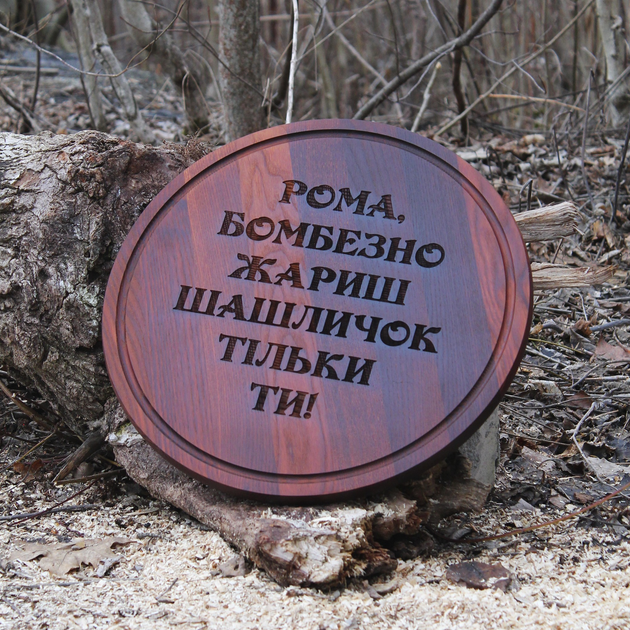 РОМА,
БОМБЕЗНО
ЖАРИШ
ШАШЛИЧОК
ТІЛЬКИ
ТИ!